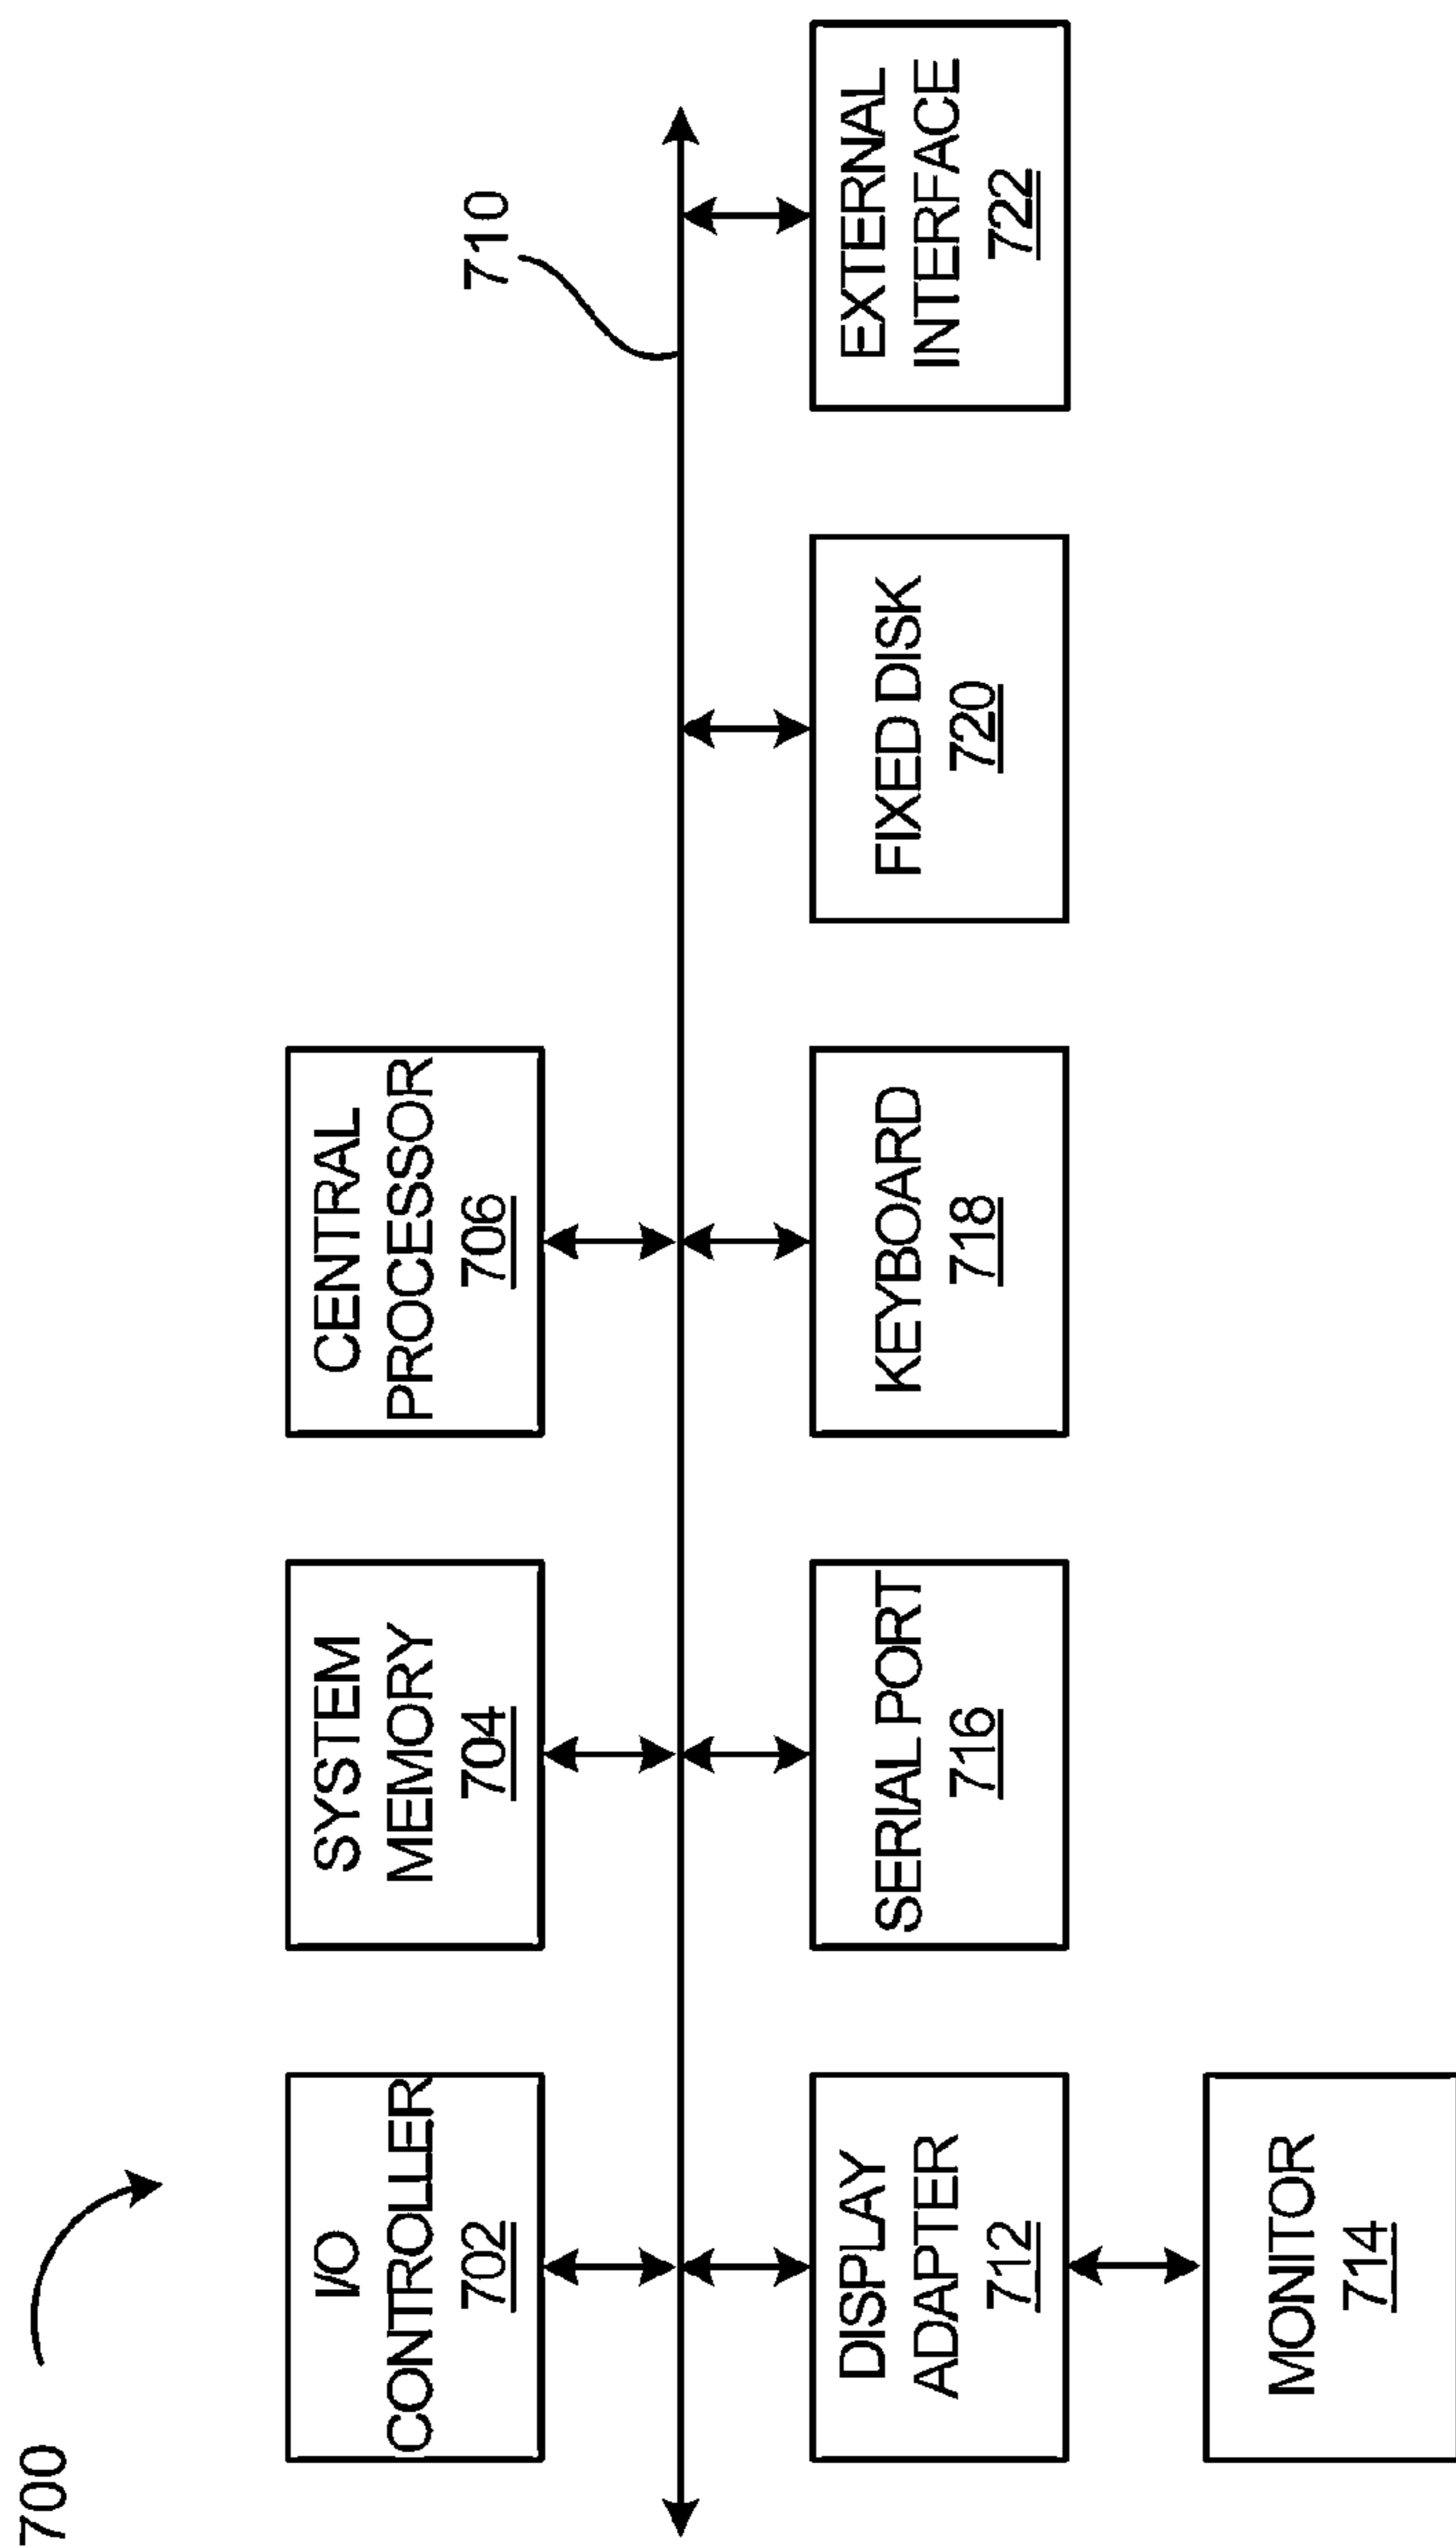 700
I/O
CONTROLLER
702
SYSTEM
MEMORY
704
CENTRAL
PROCESSOR
706
710
DISPLAY
ADAPTER
712
SERIAL PORT
716
KEYBOARD
718
FIXED DISK
720
EXTERNAL
INTERFACE
722
MONITOR
714